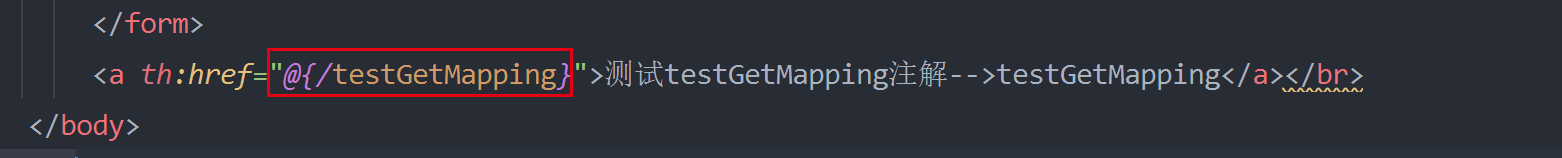 </form>
<a th:href="@{/testGetMapping}">测试testGetMapping注解-->testGetMapping</a></br>
</body>